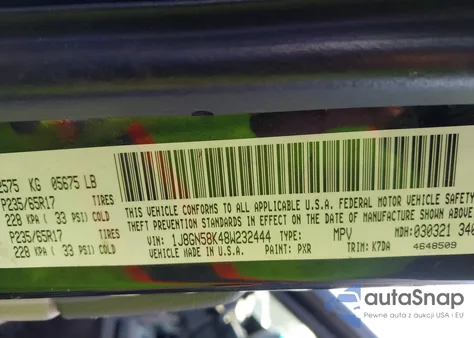 2575 KG 05675 LB
P235/65R17 TIRES
228 KPA ( 33 PSI) COLD
P235/65R17 TIRES
228 KPA ( 33 PSI) COLD
THIS VEHICLE CONFORMS TO ALL APPLICABLE U.S.A. FEDERAL MOTOR VEHICLE SAFETY
THEFT PREVENTION STANDARDS IN EFFECT ON THE DATE OF MANUFACTURE SHOWN ABOVE
VIN: 1J8GN58K48W232444 TYPE: MPV MDH: 030321 340
VEHICLE MADE IN U.S.A. PAINT: PXR TRIM: K7DA 4648509
autoSnap
Pewne auta z aukcji USA i EU